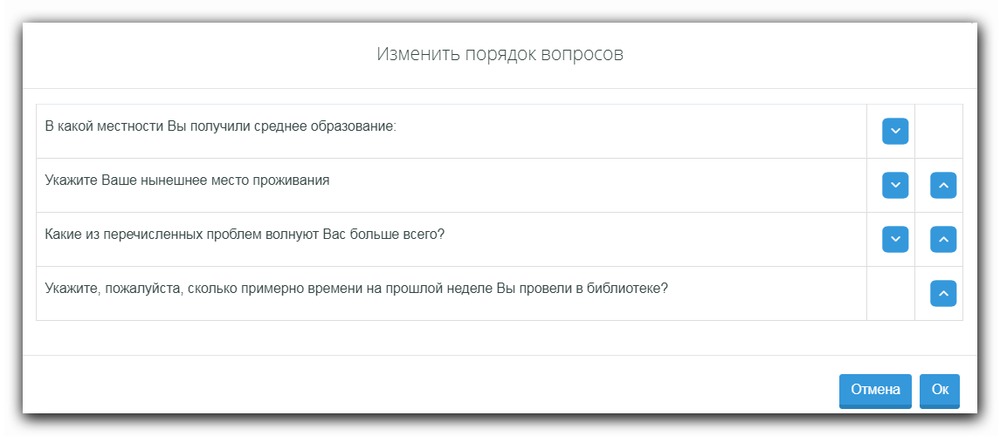 Изменить порядок вопросов
В какой местности Вы получили среднее образование:
Укажите Ваше нынешнее место проживания
Какие из перечисленных проблем волнуют Вас больше всего?
Укажите, пожалуйста, сколько примерно времени на прошлой неделе Вы провели в библиотеке?
Отмена Ок